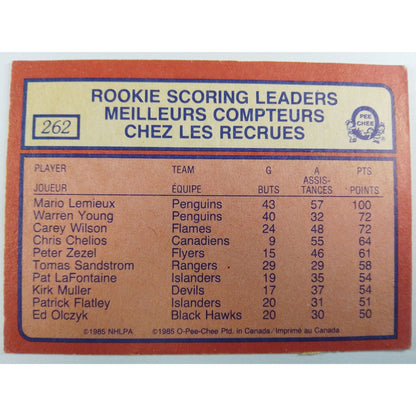 262
ROOKIE SCORING LEADERS
MEILLEURS COMPTEURS
CHEZ LES RECRUES
O
PEE
CHEE
PLAYER TEAM G A PTS
JOUEUR ÉQUIPE BUTS ASSIS-TANCES POINTS
Mario Lemieux Penguins 43 57 100
Warren Young Penguins 40 32 72
Carey Wilson Flames 24 48 72
Chris Chelios Canadiens 9 55 64
Peter Zezel Flyers 15 46 61
Tomas Sandstrom Rangers 29 29 58
Pat LaFontaine Islanders 19 35 54
Kirk Muller Devils 17 37 54
Patrick Flatley Islanders 20 31 51
Ed Olczyk Black Hawks 20 30 50
©1985 NHLPA ©1985 O-Pee-Chee Ptd. in Canada/Imprimé au Canada